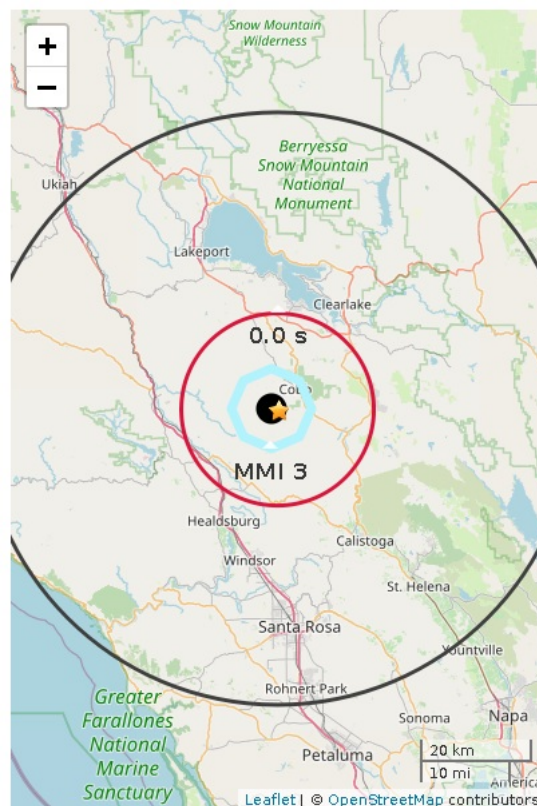 +
−
Snow Mountain
Wilderness
Berryessa
Snow Mountain
National
Monument
Ukiah
Lakeport
Clearlake
0.0 s
MMI 3
Healdsburg
Calistoga
Windsor
St. Helena
Santa Rosa
Yountville
Rohnert Park
Greater
Farallones
National
Marine
Sanctuary
Sonoma
Napa
Petaluma
20 km
10 mi
Leaflet | © OpenStreetMap contributors